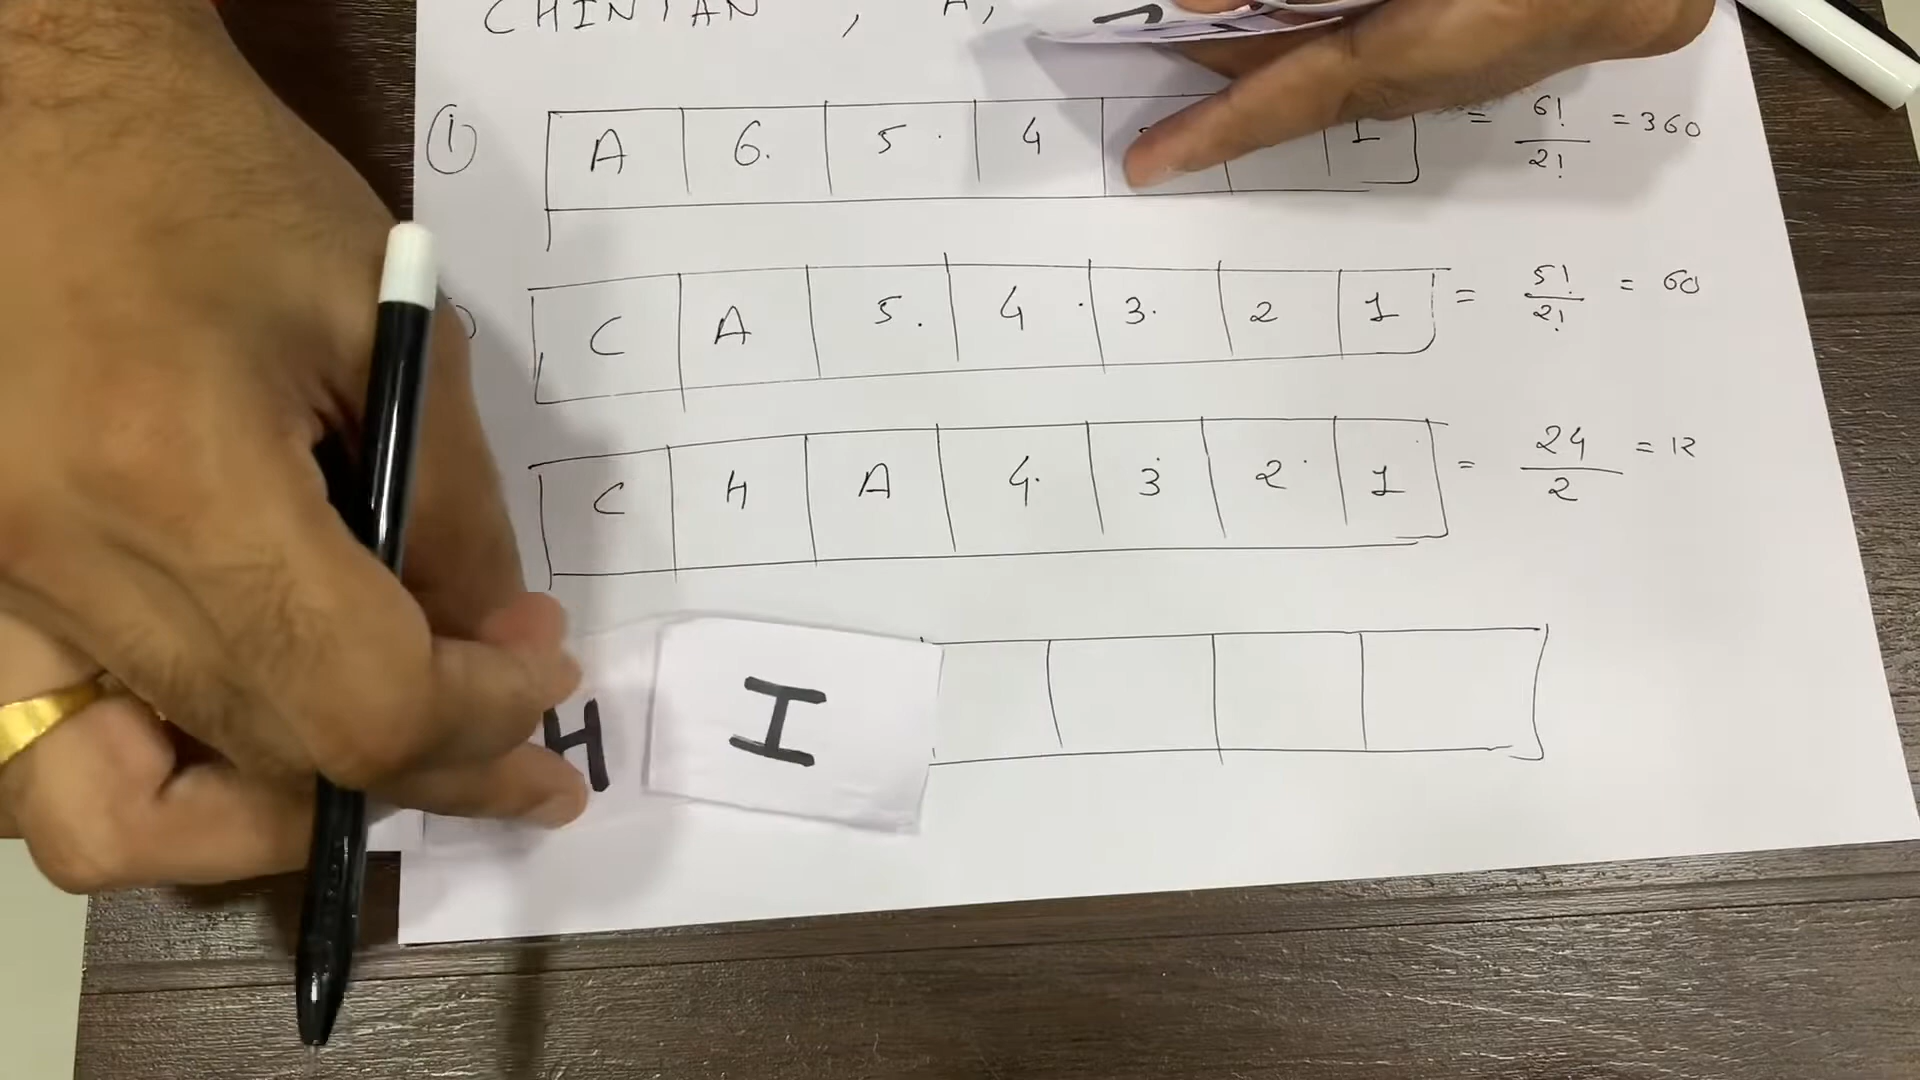 CHINTAN , A,
① A 6. 5. 4 1 = 6!/2! = 360
C A 5. 4. 3. 2 1 = 5!/2! = 60
C H A 4. 3 2. 1 = 24/2 = 12
H I